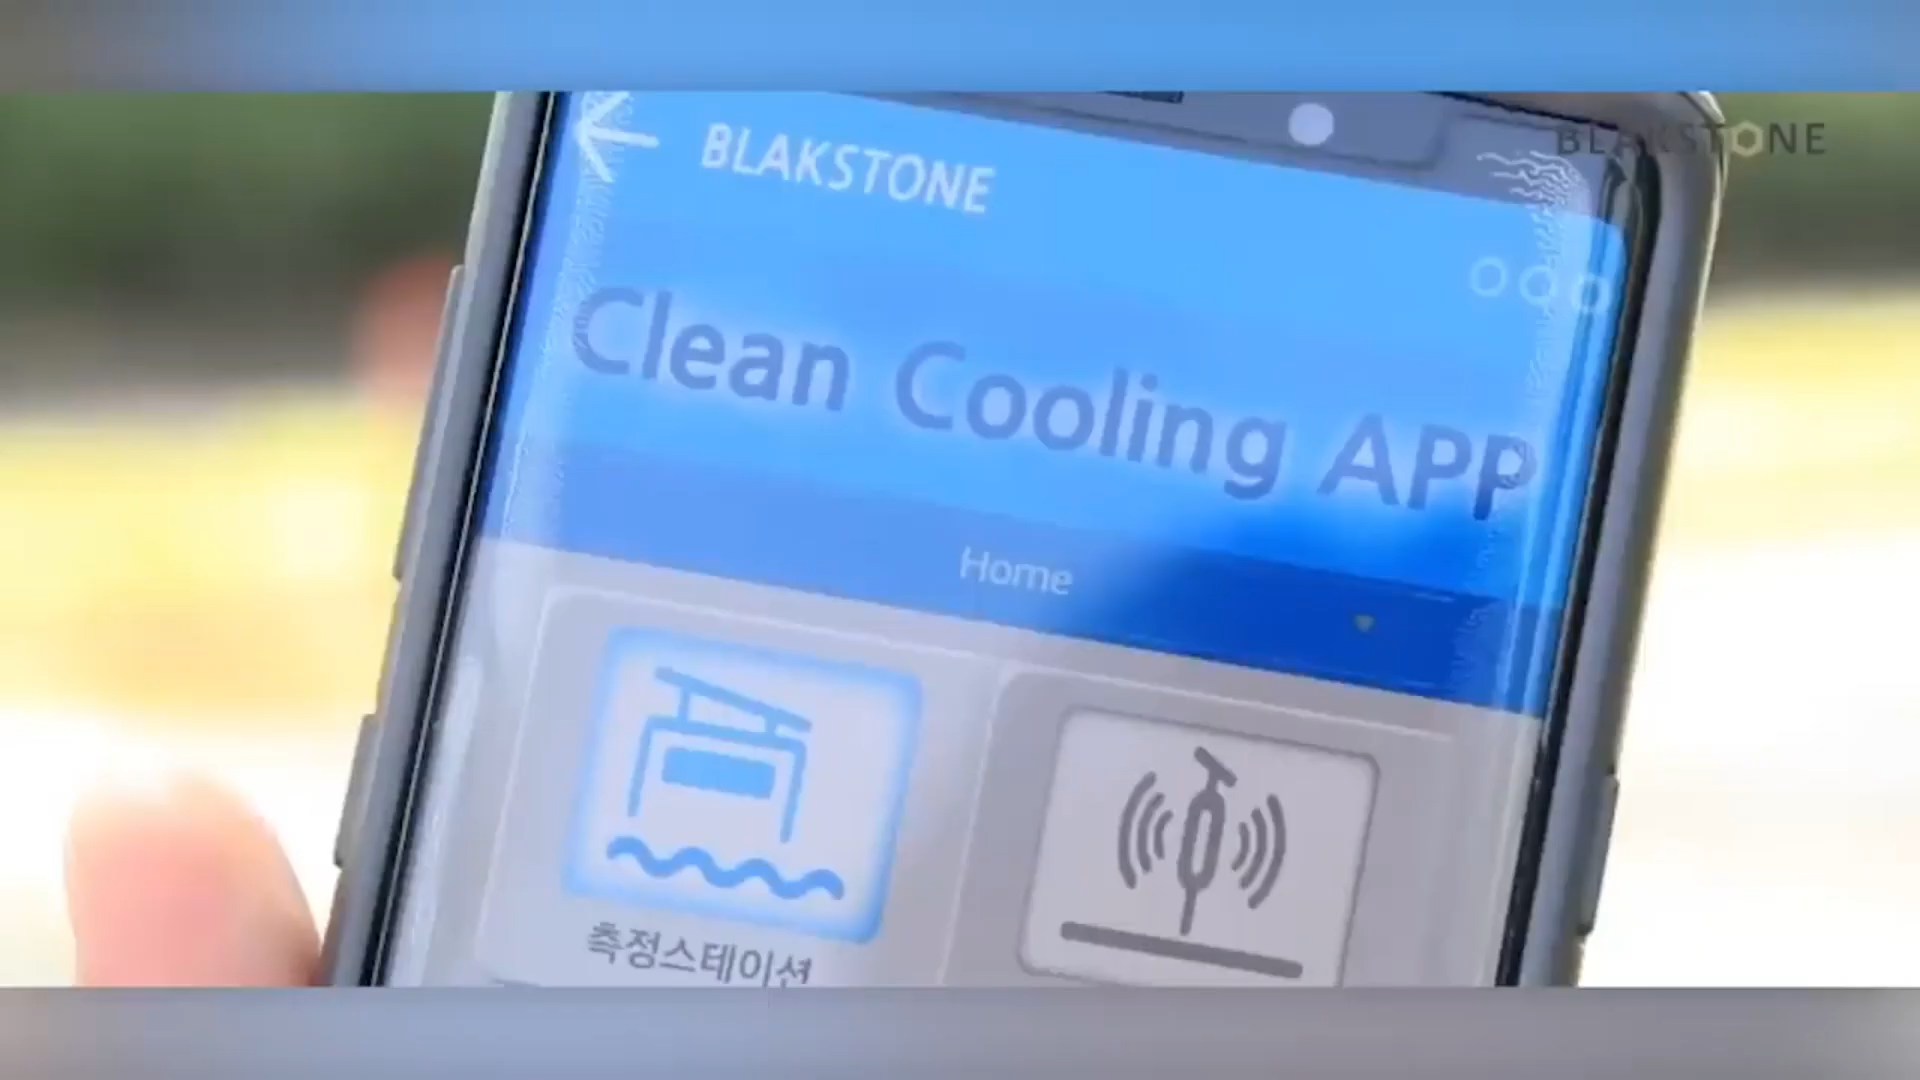 BLAKSTONE
BLAKSTONE
Clean Cooling APP
Home
측정스테이션